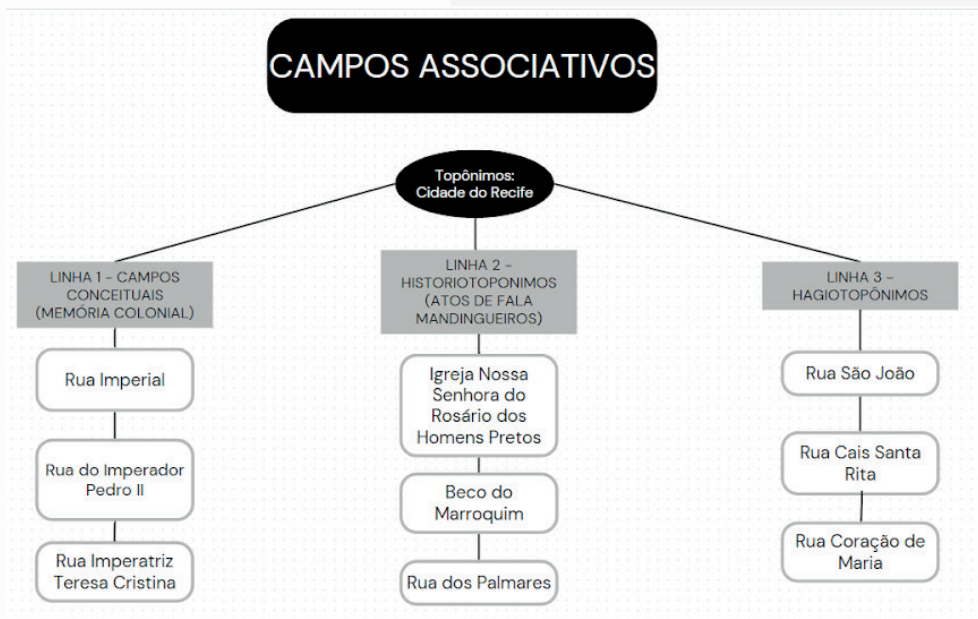 CAMPOS ASSOCIATIVOS
Topônimos:
Cidade do Recife
LINHA 1 - CAMPOS
CONCEITUAIS
(MEMÓRIA COLONIAL)
Rua Imperial
Rua do Imperador
Pedro II
Rua Imperatriz
Teresa Cristina
LINHA 2 -
HISTORIOTOPONIMOS
(ATOS DE FALA
MANDINGUEIROS)
Igreja Nossa
Senhora do
Rosário dos
Homens Pretos
Beco do
Marroquim
Rua dos Palmares
LINHA 3 -
HAGIOTOPÔNIMOS
Rua São João
Rua Cais Santa
Rita
Rua Coração de
Maria